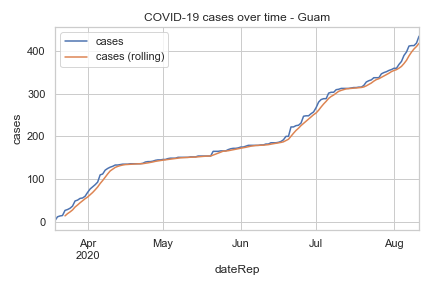 COVID-19 cases over time - Guam
cases
cases (rolling)
400
300
200
100
0
cases
Apr
2020
May
Jun
Jul
Aug
dateRep